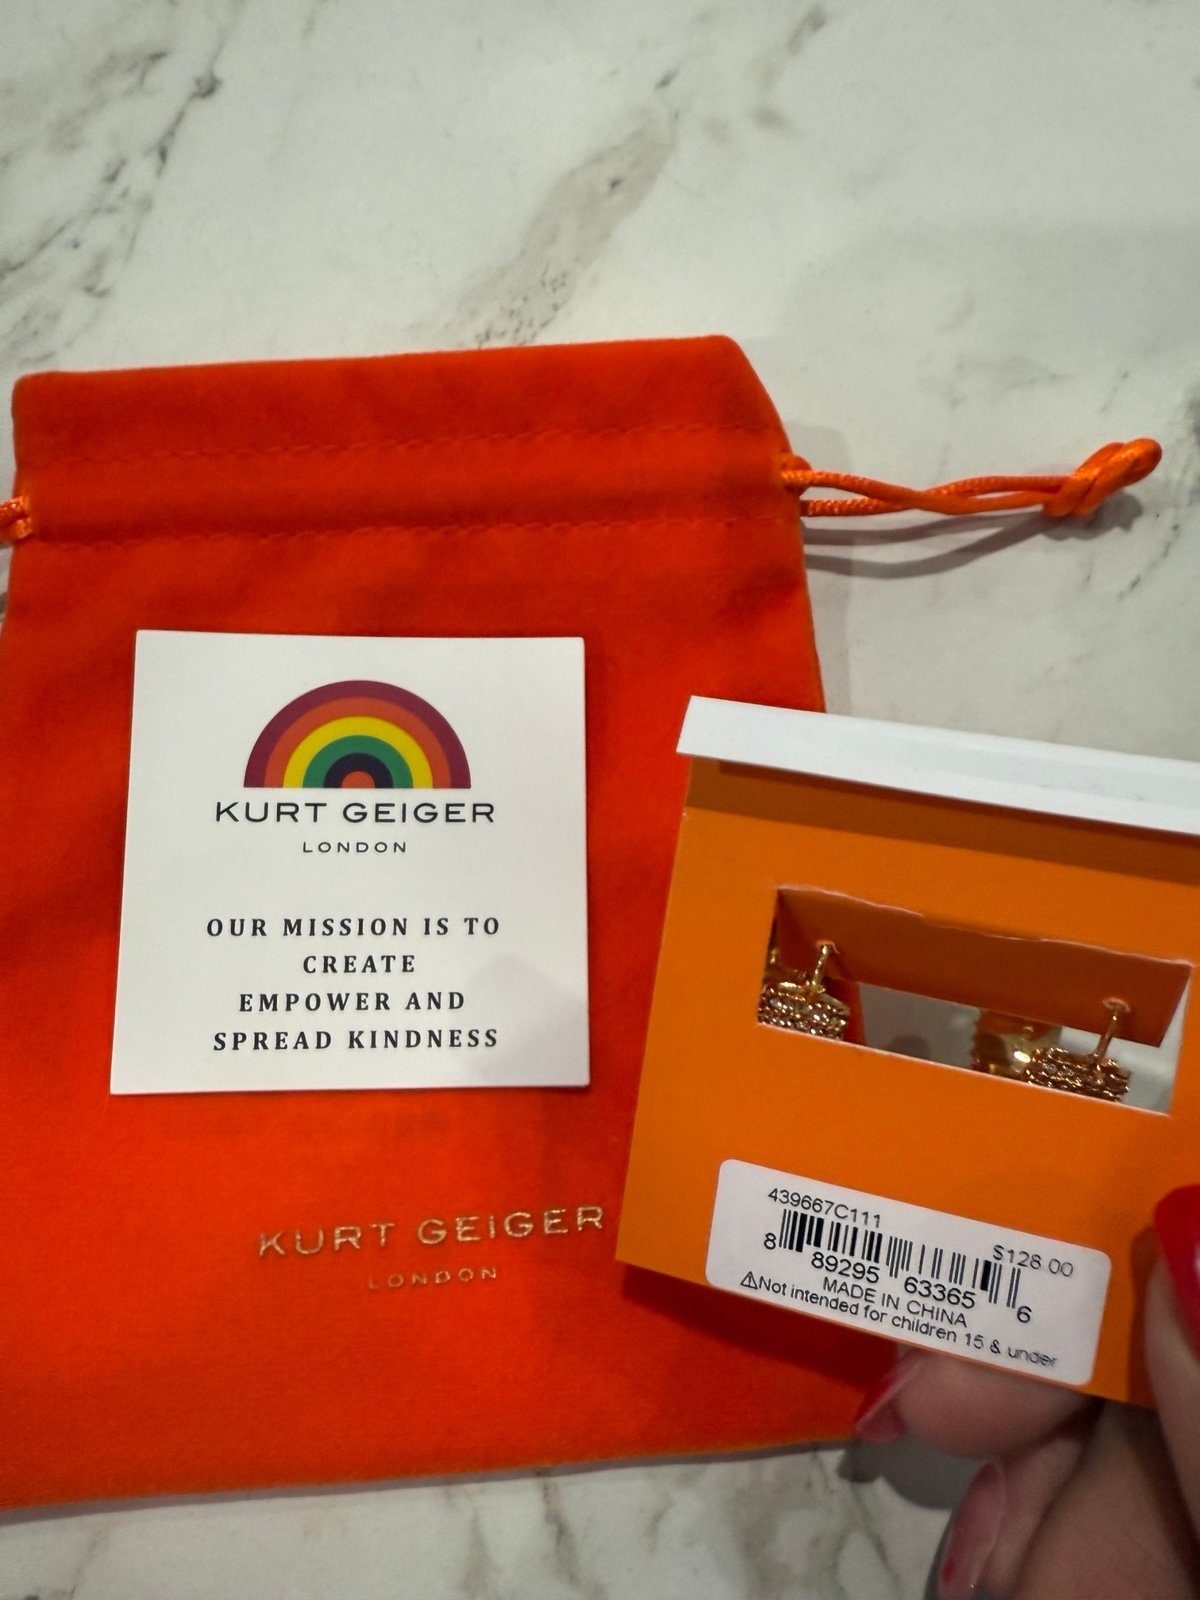 KURT GEIGER
LONDON
OUR MISSION IS TO
CREATE
EMPOWER AND
SPREAD KINDNESS
KURT GEIGER
LONDON
439667C111
$128.00
8 89295 63365 6
MADE IN CHINA
⚠Not intended for children 15 & under